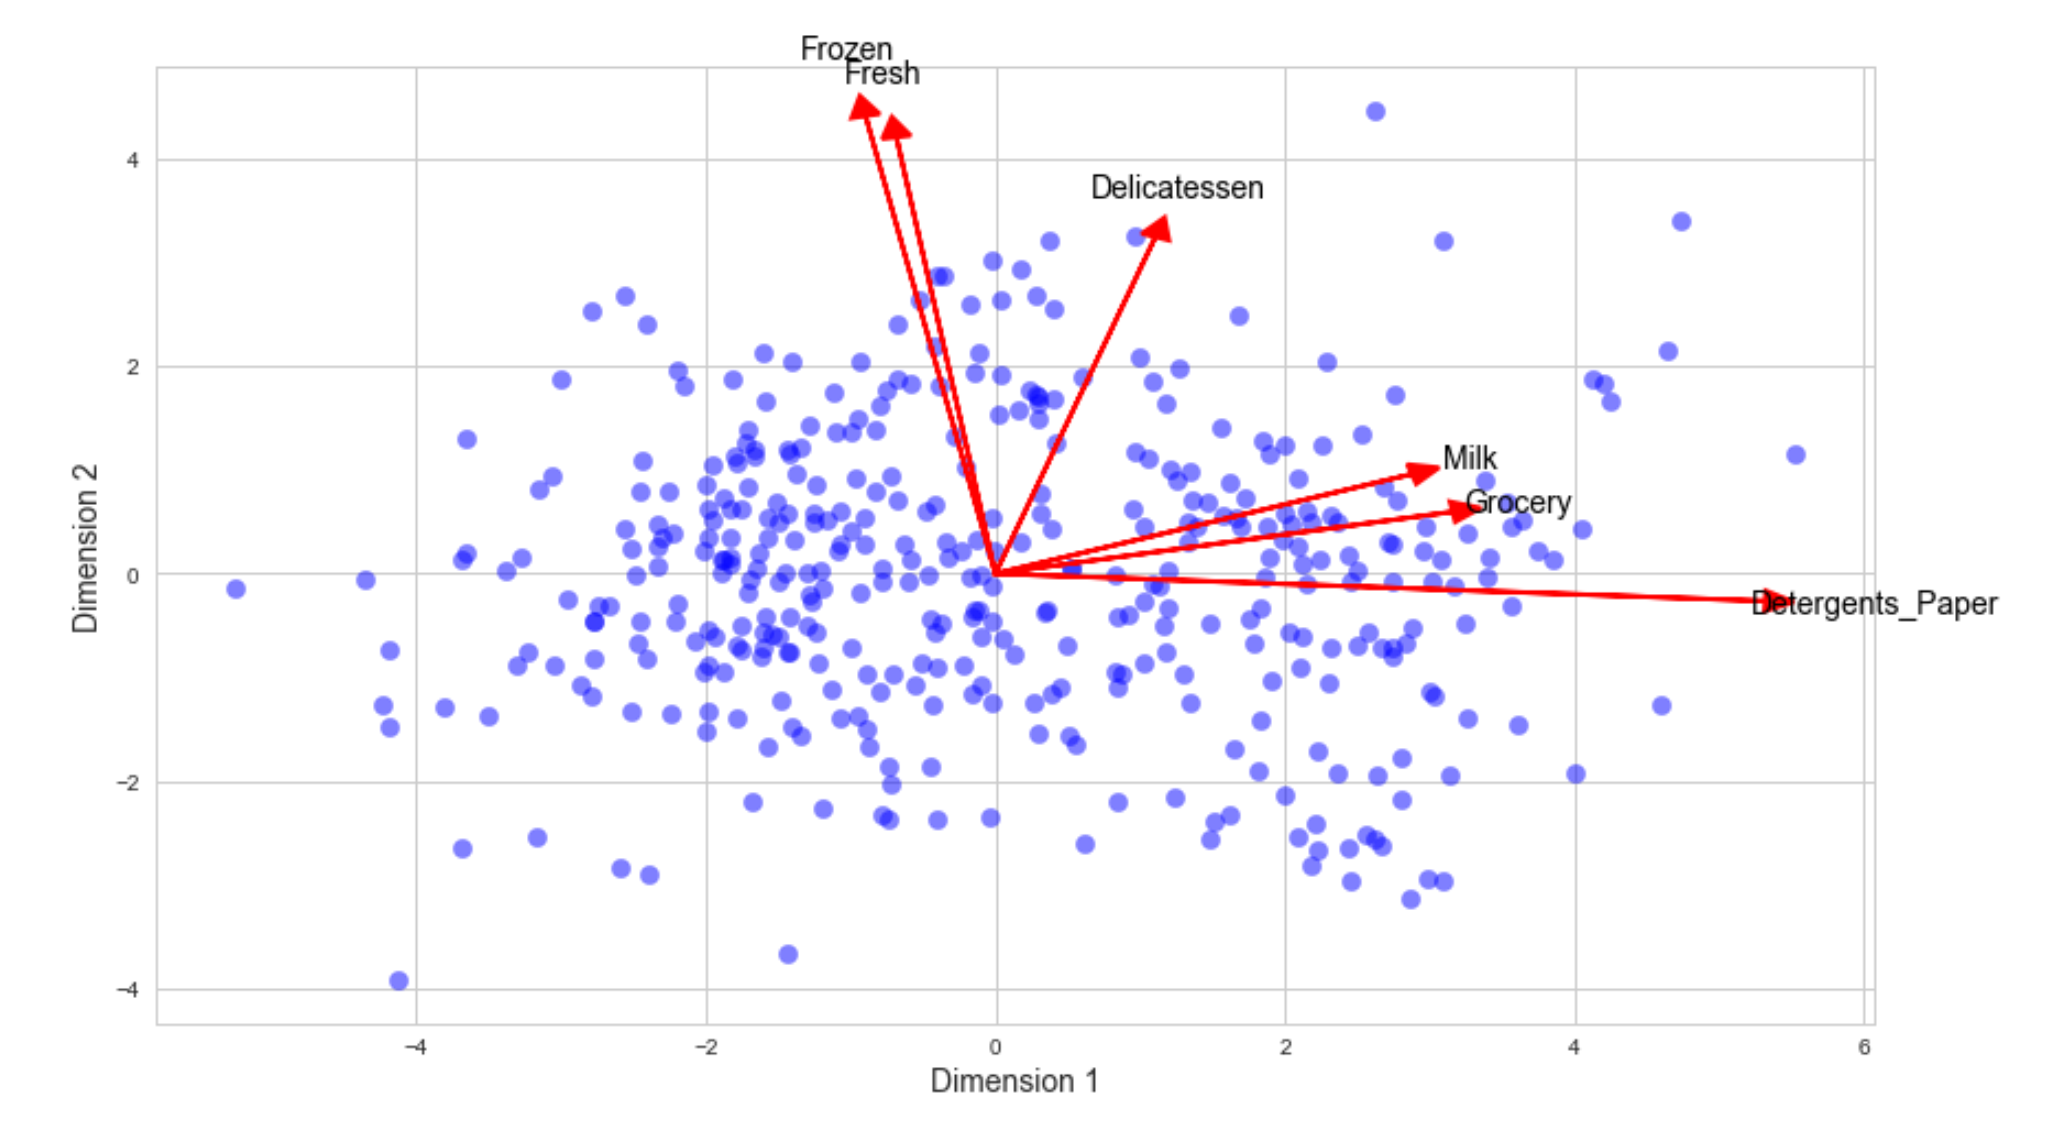 Frozen
Fresh
Delicatessen
Milk
Grocery
Detergents_Paper
4
2
0
−2
−4
Dimension 2
−4
−2
0
2
4
6
Dimension 1